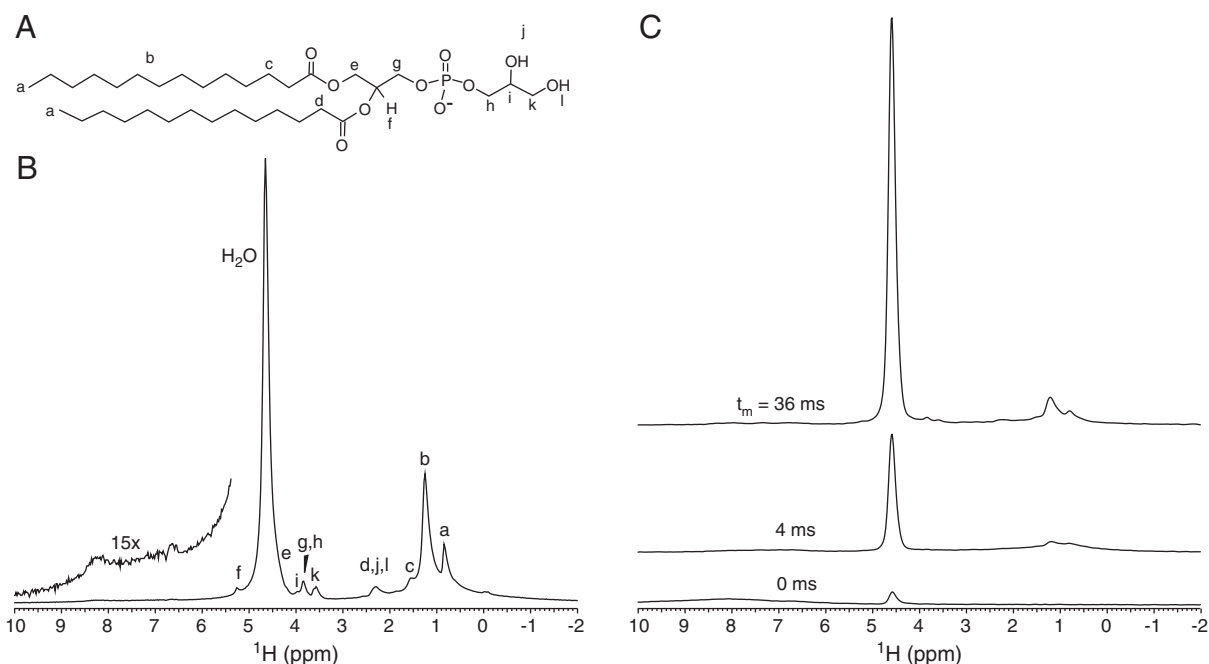 A
a
b
c
O
O
e
d
a
O
O
H
f
g
O
O
P
O-
O
h
j
OH
i
k
OH
l
B
H2O
15x
f
e
i
g,h
k
d,j,l
c
b
a
10 9 8 7 6 5 4 3 2 1 0 -1 -2
1H (ppm)
C
tm = 36 ms
4 ms
0 ms
10 9 8 7 6 5 4 3 2 1 0 -1 -2
1H (ppm)